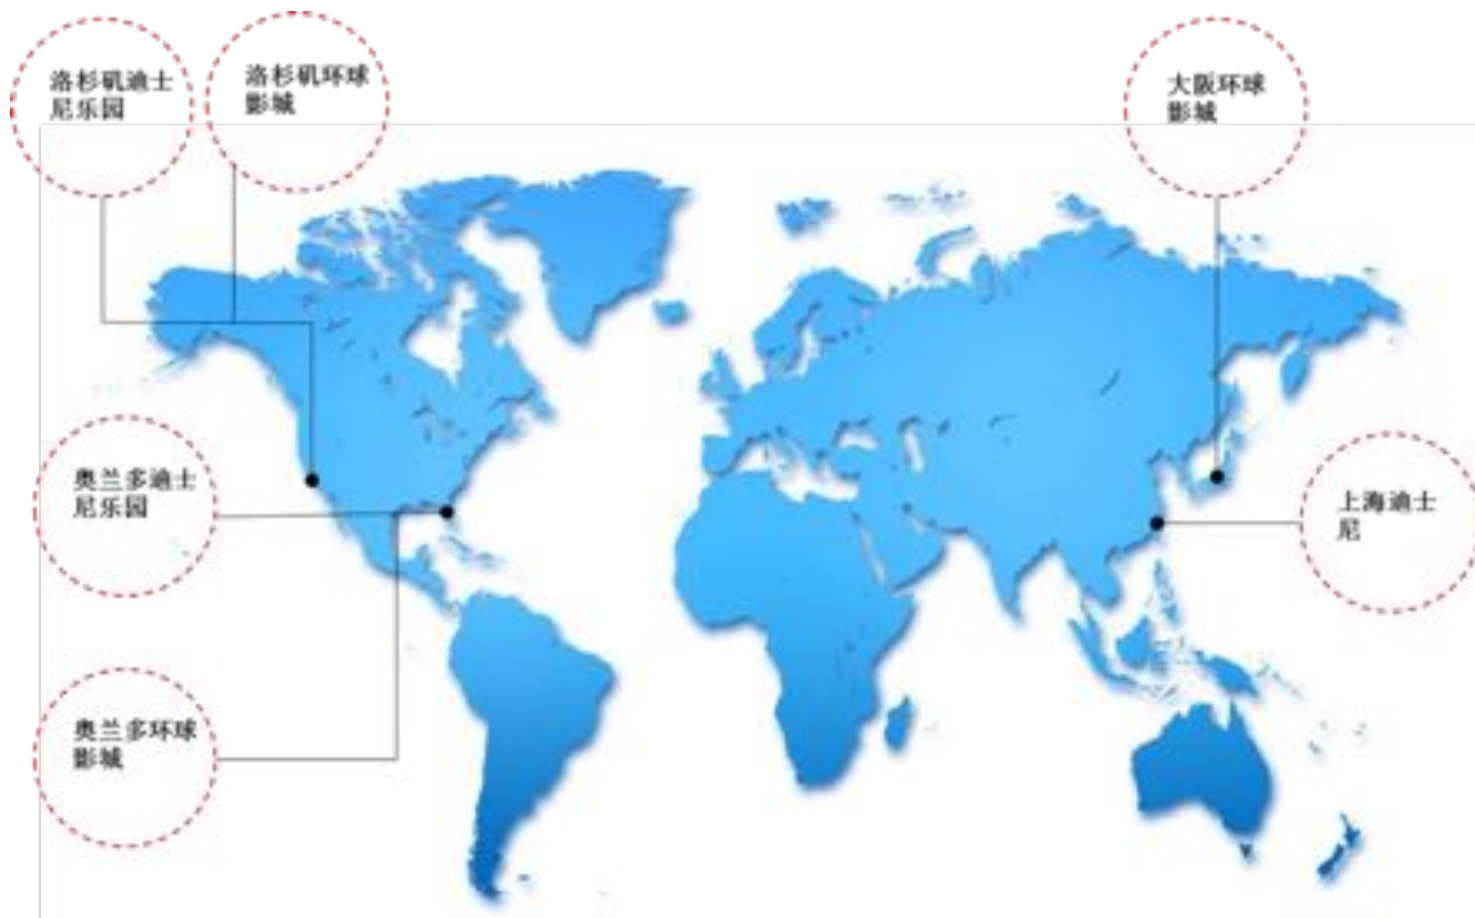 洛杉矶迪士
尼乐园
洛杉矶环球
影城
大阪环球
影城
奥兰多迪士
尼乐园
上海迪士
尼
奥兰多环球
影城